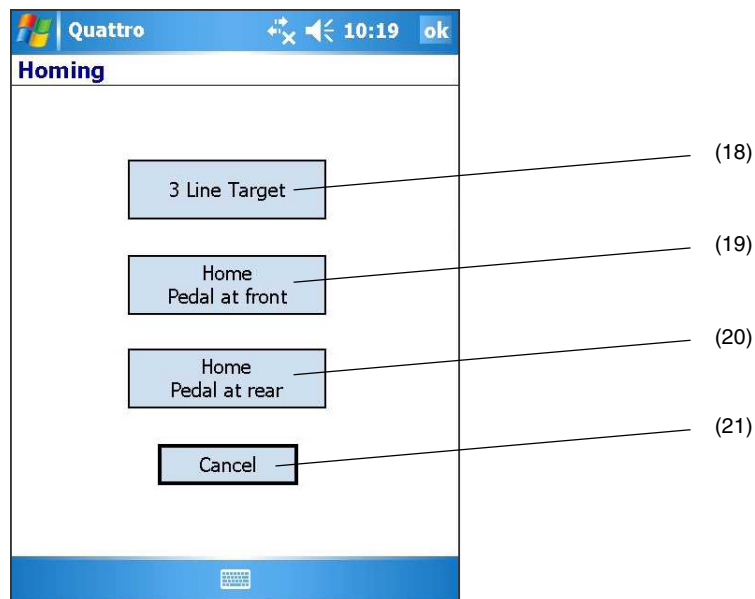 Quattro 10:19 ok
Homing
3 Line Target
(18)
Home
Pedal at front
(19)
Home
Pedal at rear
(20)
Cancel
(21)